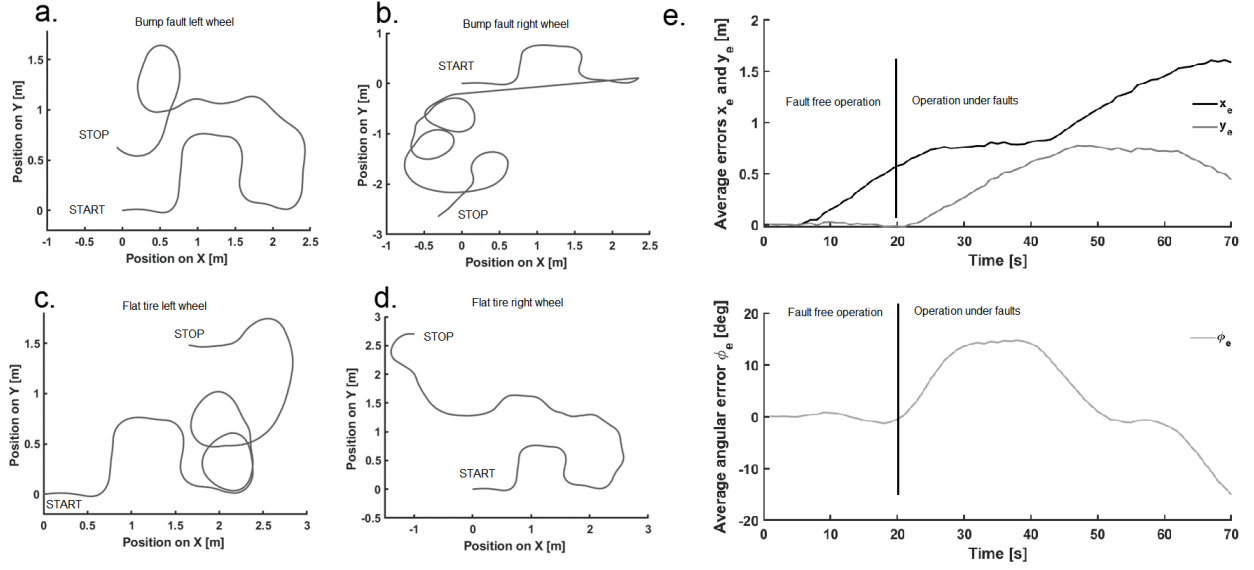 a.
Bump fault left wheel
Position on Y [m]
1.5
1
0.5
0
STOP
START
-1
-0.5
0
0.5
1
1.5
2
2.5
Position on X [m]
b.
Bump fault right wheel
Position on Y [m]
1
0
-1
-2
-3
START
STOP
-1
-0.5
0
0.5
1
1.5
2
2.5
Position on X [m]
c.
Flat tire left wheel
Position on Y [m]
1.5
1
0.5
0
STOP
START
0
0.5
1
1.5
2
2.5
3
Position on X [m]
d.
Flat tire right wheel
Position on Y [m]
3
2.5
2
1.5
1
0.5
0
-0.5
STOP
START
-1
0
1
2
3
Position on X [m]
e.
Average errors x_e and y_e [m]
2
1.5
1
0.5
0
Fault free operation
Operation under faults
x_e
y_e
0
10
20
30
40
50
60
70
Time [s]
Average angular errror ϕ_e [deg]
20
10
0
-10
-20
Fault free operation
Operation under faults
ϕ_e
0
10
20
30
40
50
60
70
Time [s]